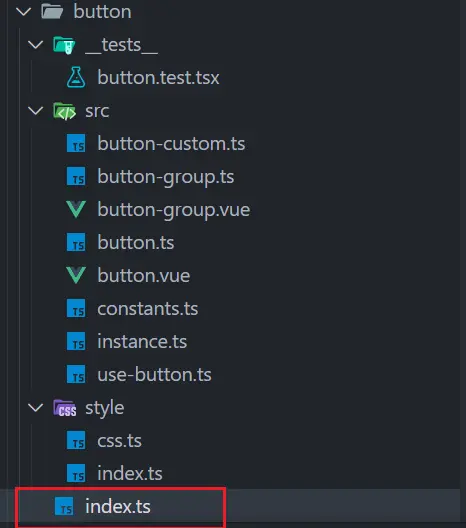 button
__tests__
button.test.tsx
src
button-custom.ts
button-group.ts
button-group.vue
button.ts
button.vue
constants.ts
instance.ts
use-button.ts
style
css.ts
index.ts
index.ts